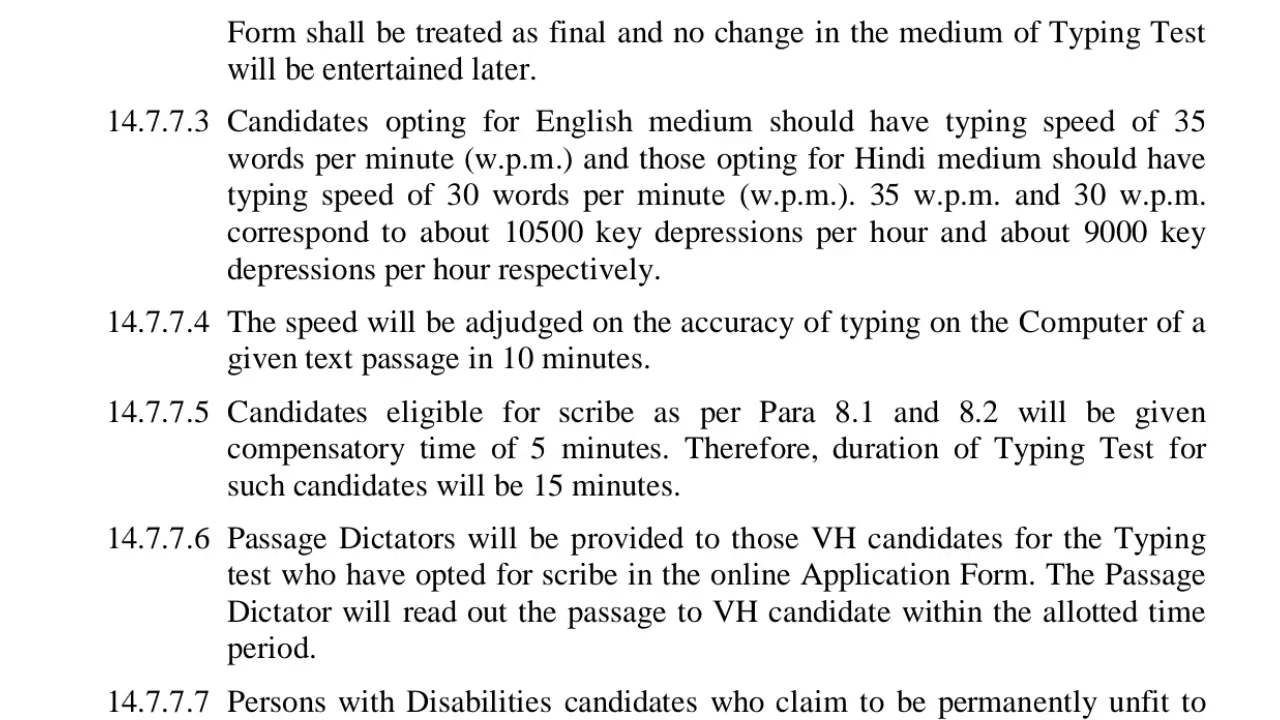 Form shall be treated as final and no change in the medium of Typing Test
will be entertained later.
14.7.7.3 Candidates opting for English medium should have typing speed of 35
words per minute (w.p.m.) and those opting for Hindi medium should have
typing speed of 30 words per minute (w.p.m.). 35 w.p.m. and 30 w.p.m.
correspond to about 10500 key depressions per hour and about 9000 key
depressions per hour respectively.
14.7.7.4 The speed will be adjudged on the accuracy of typing on the Computer of a
given text passage in 10 minutes.
14.7.7.5 Candidates eligible for scribe as per Para 8.1 and 8.2 will be given
compensatory time of 5 minutes. Therefore, duration of Typing Test for
such candidates will be 15 minutes.
14.7.7.6 Passage Dictators will be provided to those VH candidates for the Typing
test who have opted for scribe in the online Application Form. The Passage
Dictator will read out the passage to VH candidate within the allotted time
period.
14.7.7.7 Persons with Disabilities candidates who claim to be permanently unfit to